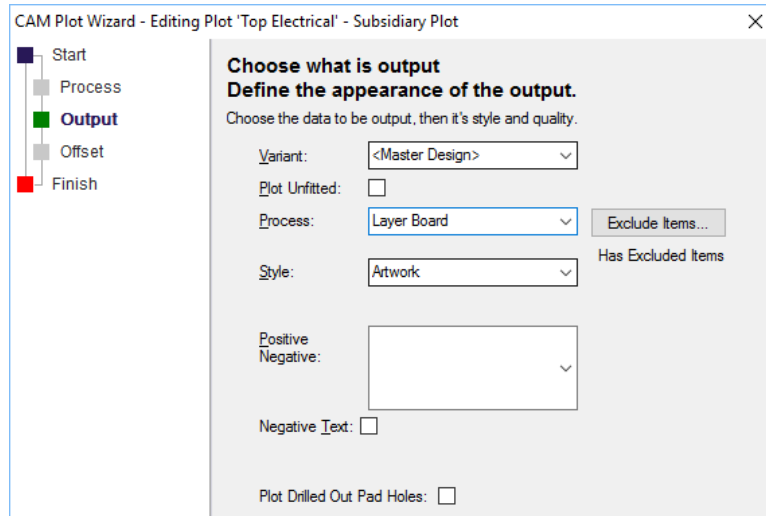 CAM Plot Wizard - Editing Plot 'Top Electrical' - Subsidiary Plot
Start
Process
Output
Offset
Finish
Choose what is output
Define the appearance of the output.
Choose the data to be output, then it's style and quality.
Variant: <Master Design>
Plot Unfitted:
Process: Layer Board Exclude Items...
Has Excluded Items
Style: Artwork
Positive
Negative:
Negative Text:
Plot Drilled Out Pad Holes: